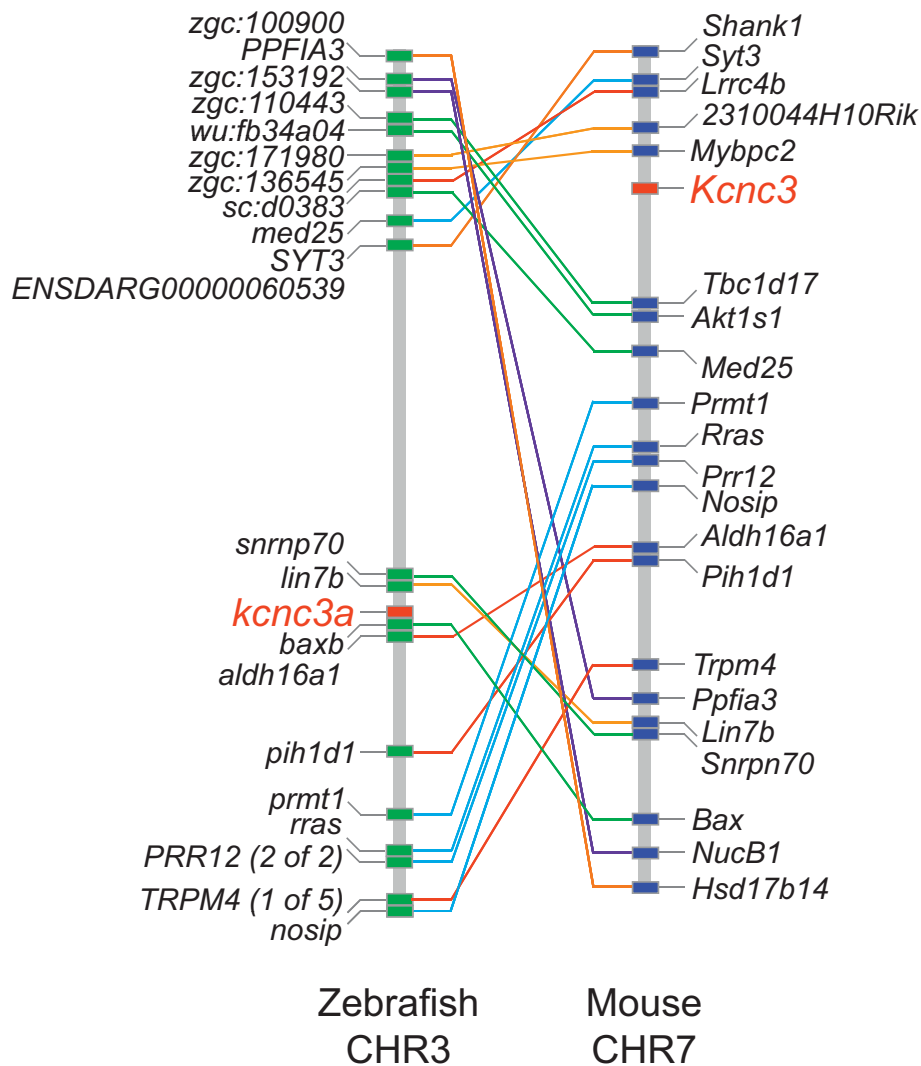 zgc:100900
PPFIA3
zgc:153192
zgc:110443
wu:fb34a04
zgc:171980
zgc:136545
sc:d0383
med25
SYT3
ENSDARG00000060539
snrnp70
lin7b
kcnc3a
baxb
aldh16a1
pih1d1
prmt1
rras
PRR12 (2 of 2)
TRPM4 (1 of 5)
nosip
Shank1
Syt3
Lrrc4b
2310044H10Rik
Mybpc2
Kcnc3
Tbc1d17
Akt1s1
Med25
Prmt1
Rras
Prr12
Nosip
Aldh16a1
Pih1d1
Trpm4
Ppfia3
Lin7b
Snrpn70
Bax
NucB1
Hsd17b14
Zebrafish
CHR3
Mouse
CHR7